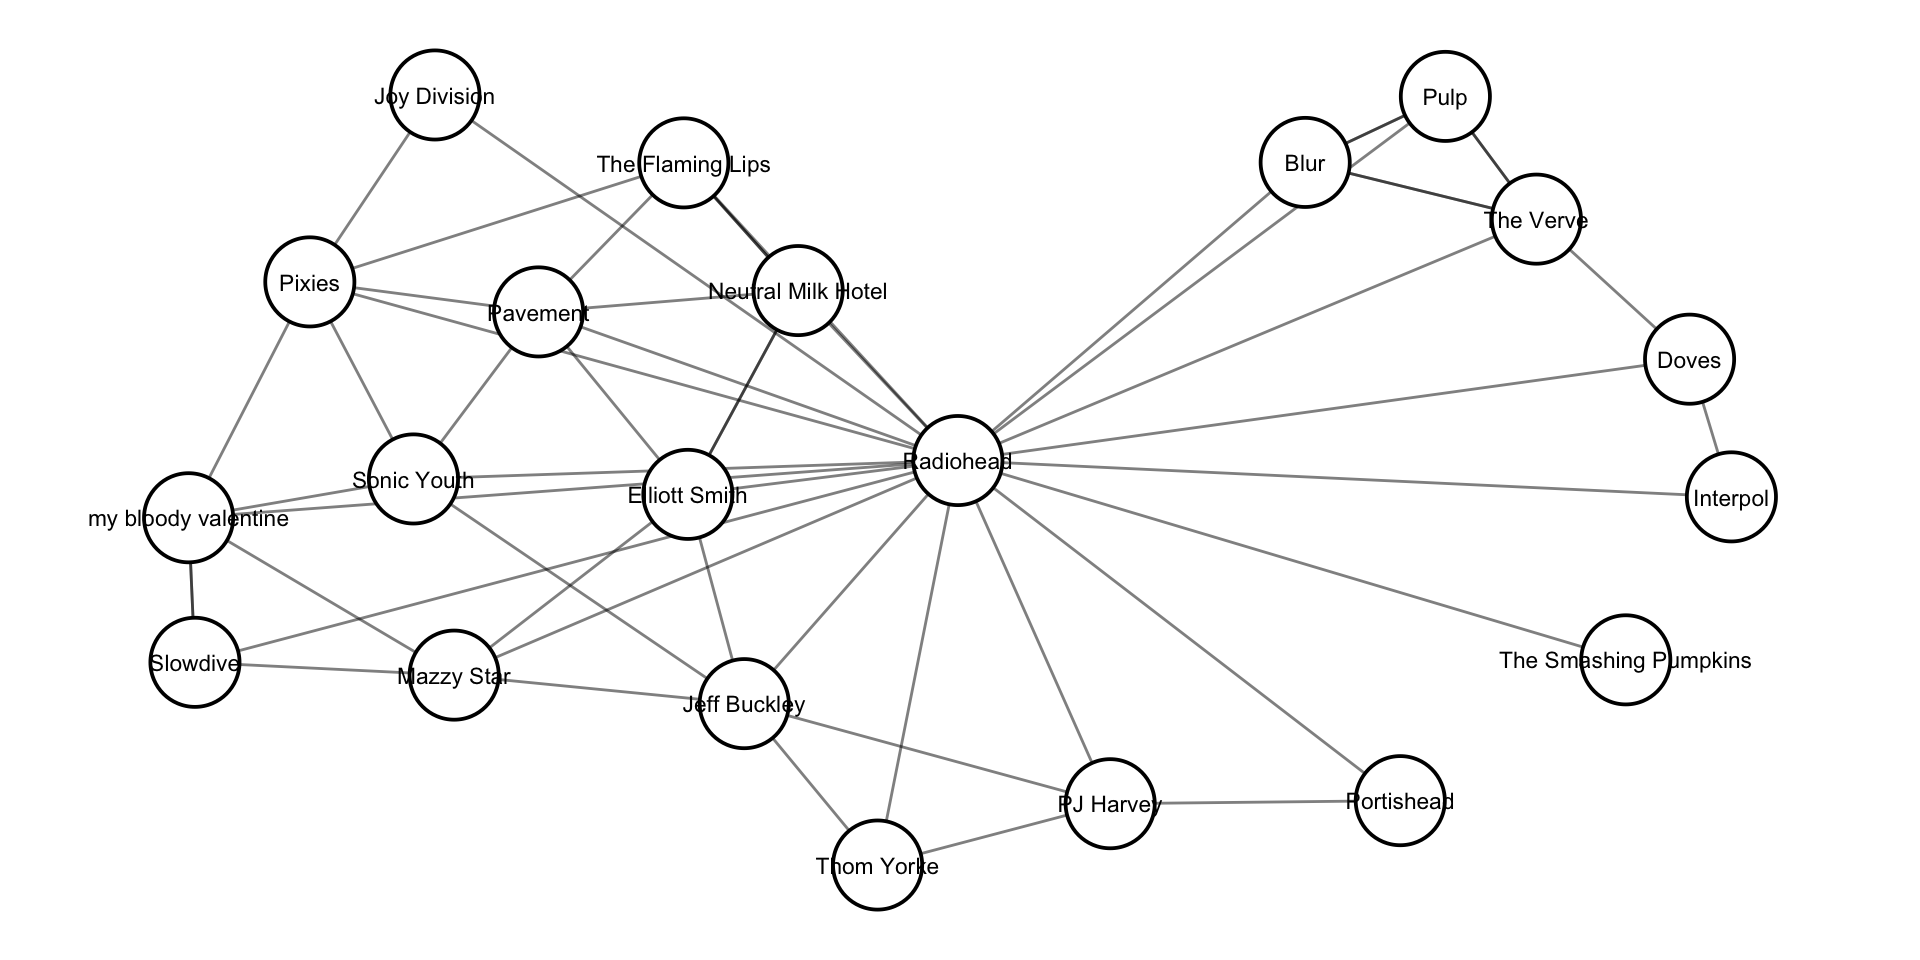 Joy Division
Pulp
The Flaming Lips
Blur
The Verve
Pixies
Pavement
Neutral Milk Hotel
Doves
Radiohead
Sonic Youth
Elliott Smith
Interpol
my bloody valentine
Slowdive
Mazzy Star
The Smashing Pumpkins
Jeff Buckley
PJ Harvey
Portishead
Thom Yorke